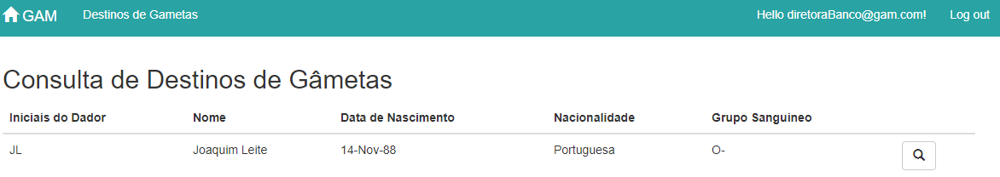 GAM Destinos de Gametas Hello diretoraBanco@gam.com! Log out
Consulta de Destinos de Gâmetas
Iniciais do Dador Nome Data de Nascimento Nacionalidade Grupo Sanguineo
JL Joaquim Leite 14-Nov-88 Portuguesa O-